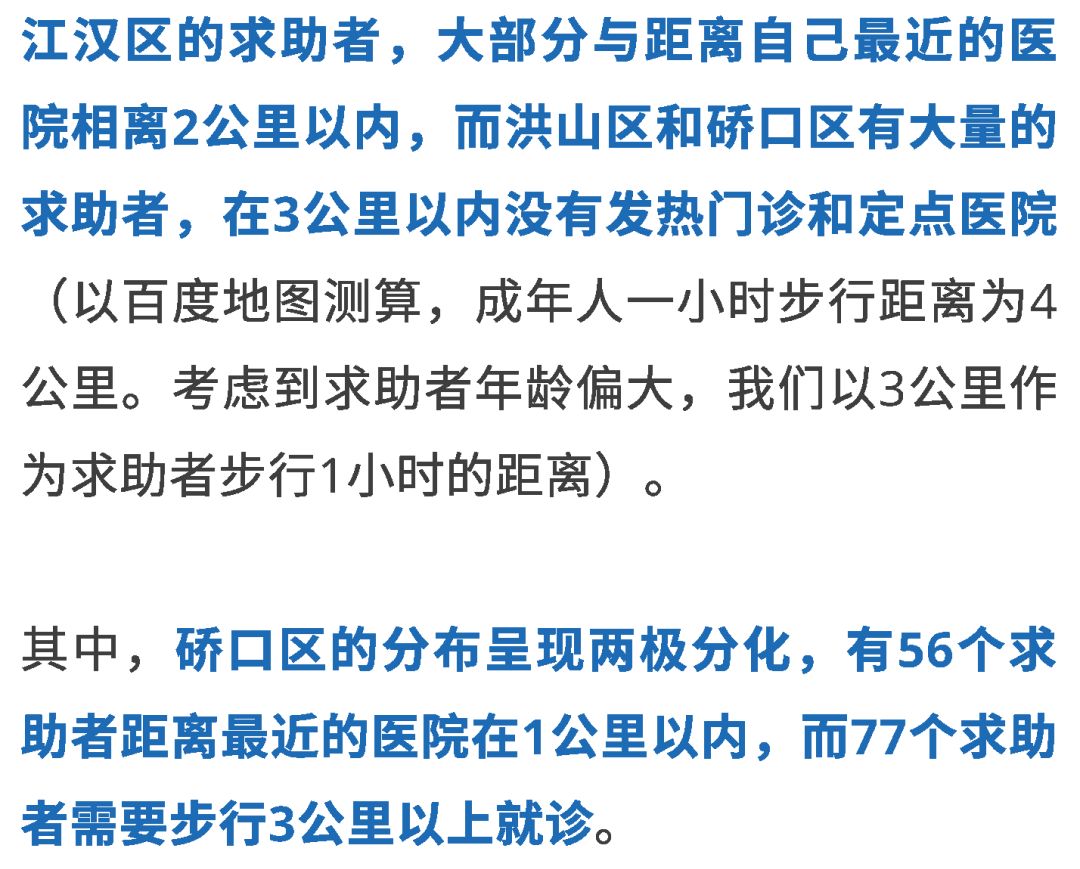 江汉区的求助者，大部分与距离自己最近的医
院相离2公里以内，而洪山区和硚口区有大量的
求助者，在3公里以内没有发热门诊和定点医院
（以百度地图测算，成年人一小时步行距离为4
公里。考虑到求助者年龄偏大，我们以3公里作
为求助者步行1小时的距离）。
其中，硚口区的分布呈现两极分化，有56个求
助者距离最近的医院在1公里以内，而77个求助
者需要步行3公里以上就诊。